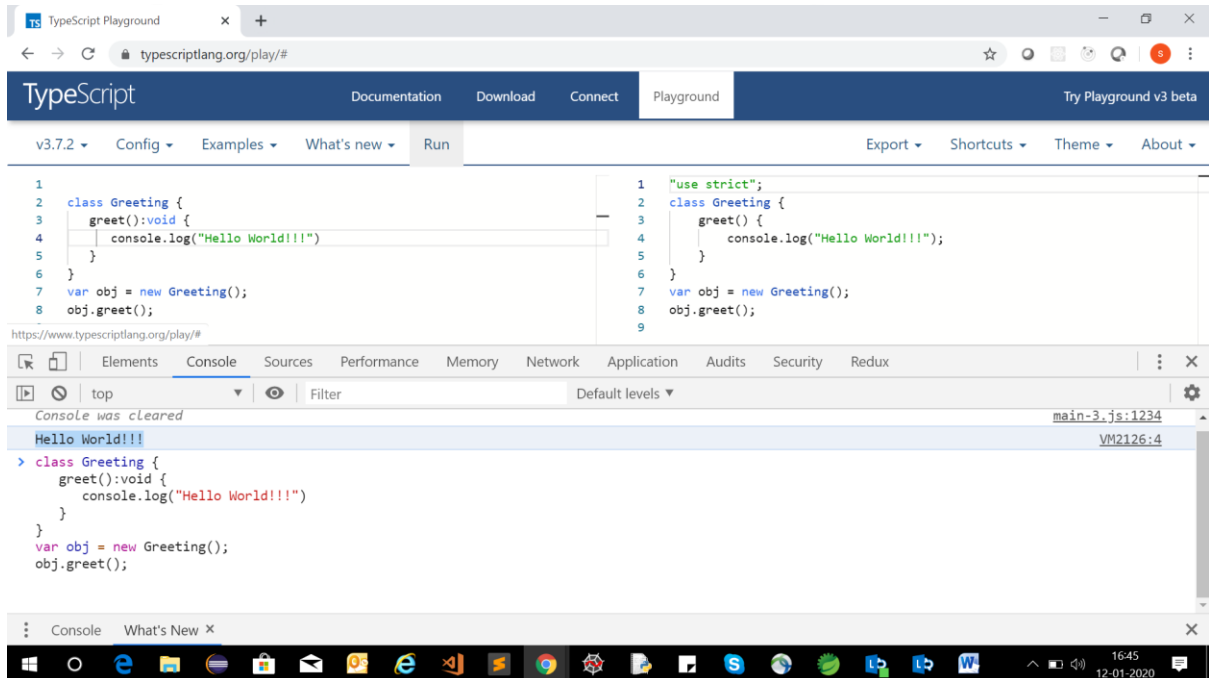 TS TypeScript Playground × +
typescriptlang.org/play/# S
TypeScript Documentation Download Connect Playground Try Playground v3 beta
v3.7.2 Config Examples What's new Run Export Shortcuts Theme About
1
2 class Greeting {
3 greet():void {
4 console.log("Hello World!!!")
5 }
6 }
7 var obj = new Greeting();
8 obj.greet();
1 "use strict";
2 class Greeting {
3 greet() {
4 console.log("Hello World!!!");
5 }
6 }
7 var obj = new Greeting();
8 obj.greet();
9
https://www.typescriptlang.org/play/#
Elements Console Sources Performance Memory Network Application Audits Security Redux
top Filter Default levels ▼
Console was cleared main-3.js:1234
Hello World!!! VM2126:4
> class Greeting {
greet():void {
console.log("Hello World!!!")
}
}
var obj = new Greeting();
obj.greet();
Console What's New ×
16:45
12-01-2020